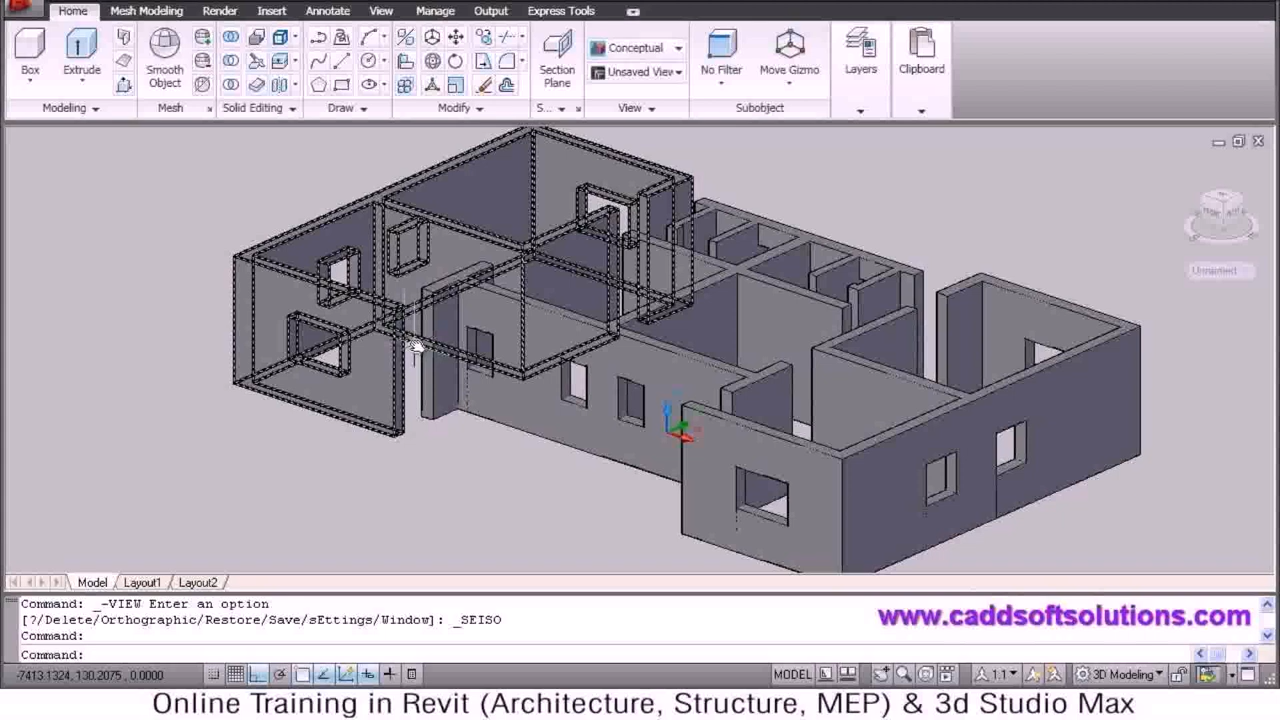 Home Mesh Modeling Render Insert Annotate View Manage Output Express Tools
Box Extrude Smooth Object Section Plane Conceptual Unsaved View No Filter Move Gizmo Layers Clipboard
Modeling Mesh Solid Editing Draw Modify S... View Subobject
Unnamed
Model Layout1 Layout2
Command: _-VIEW Enter an option
[?/Delete/Orthographic/Restore/Save/sEttings/Window]: _SEISO
Command:
Command:
www.caddsoftsolutions.com
-7413.1324, 130.2075, 0.0000 MODEL 1:1 3D Modeling
Online Training in Revit (Architecture, Structure, MEP) & 3d Studio Max